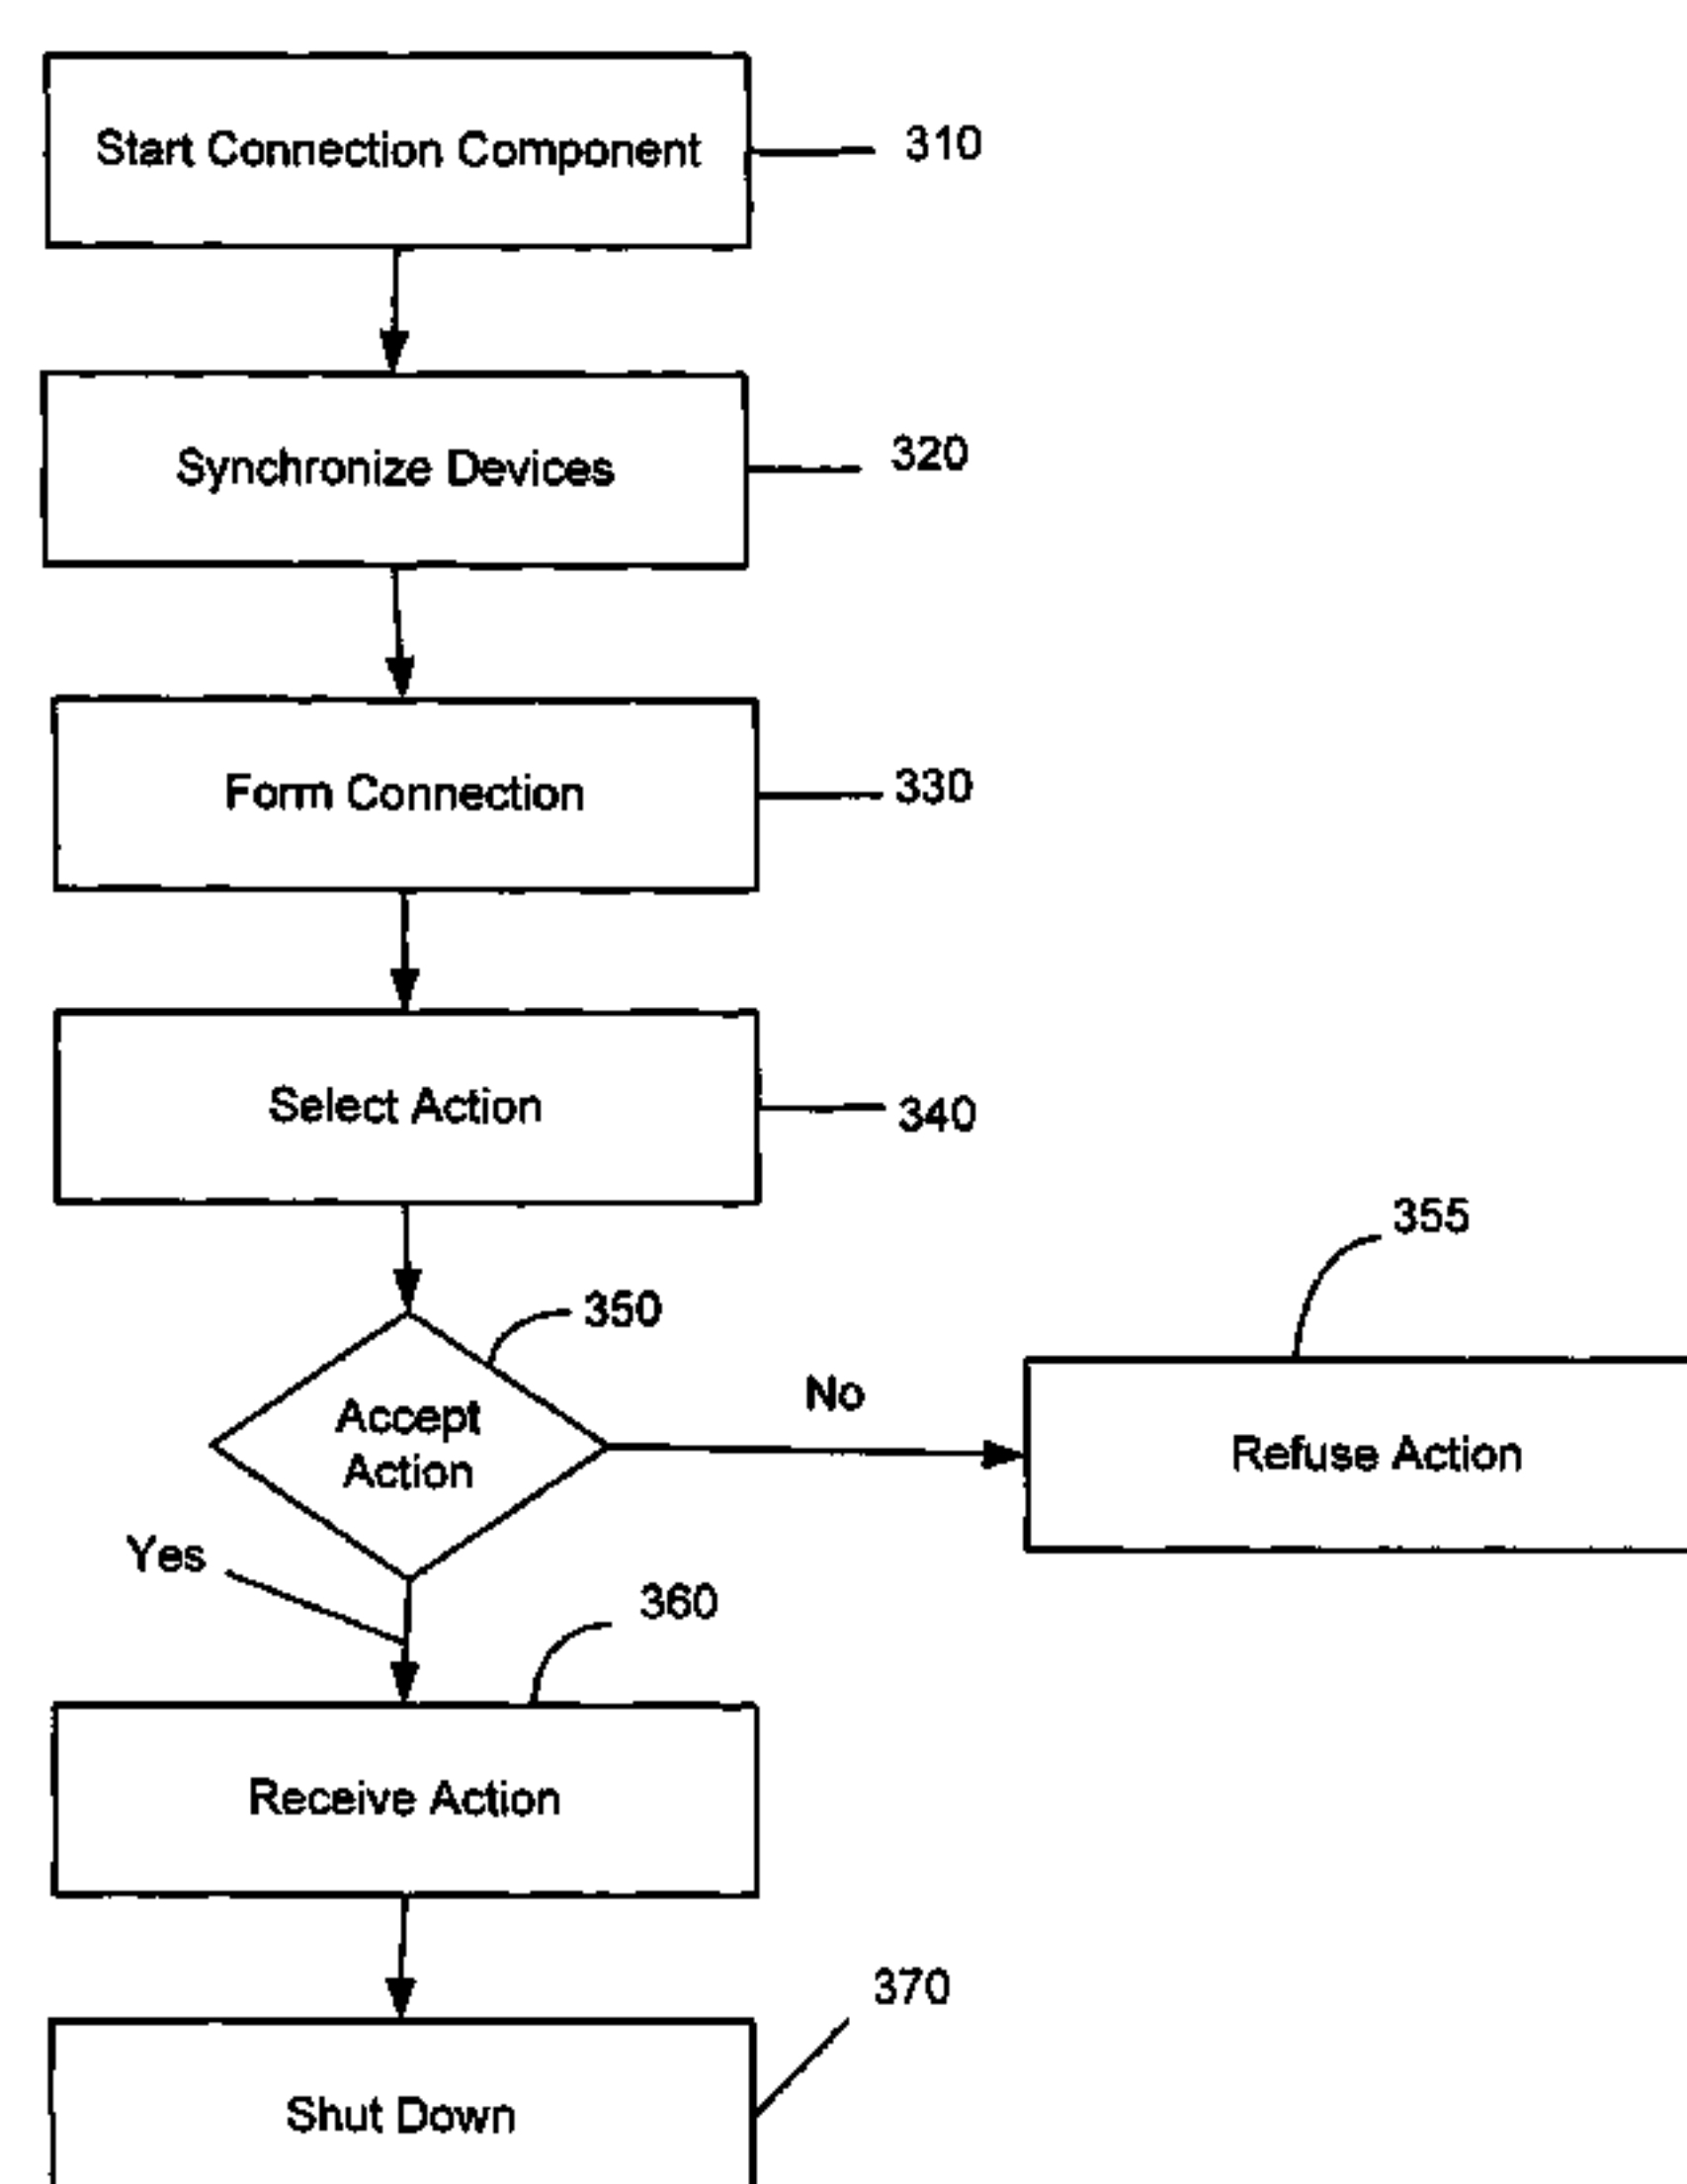 Start Connection Component
310
Synchronize Devices
320
Form Connection
330
Select Action
340
355
350
Accept
Action
No
Refuse Action
Yes
360
Receive Action
370
Shut Down